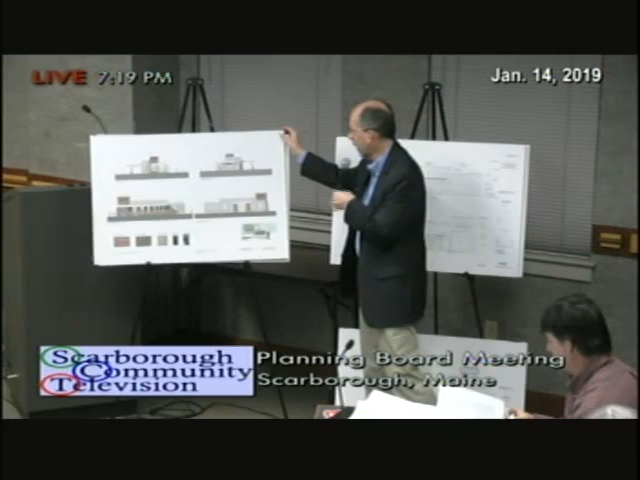 LIVE 7:19 PM
Jan. 14, 2019
Scarborough
Community
Television
Planning Board Meeting
Scarborough, Maine